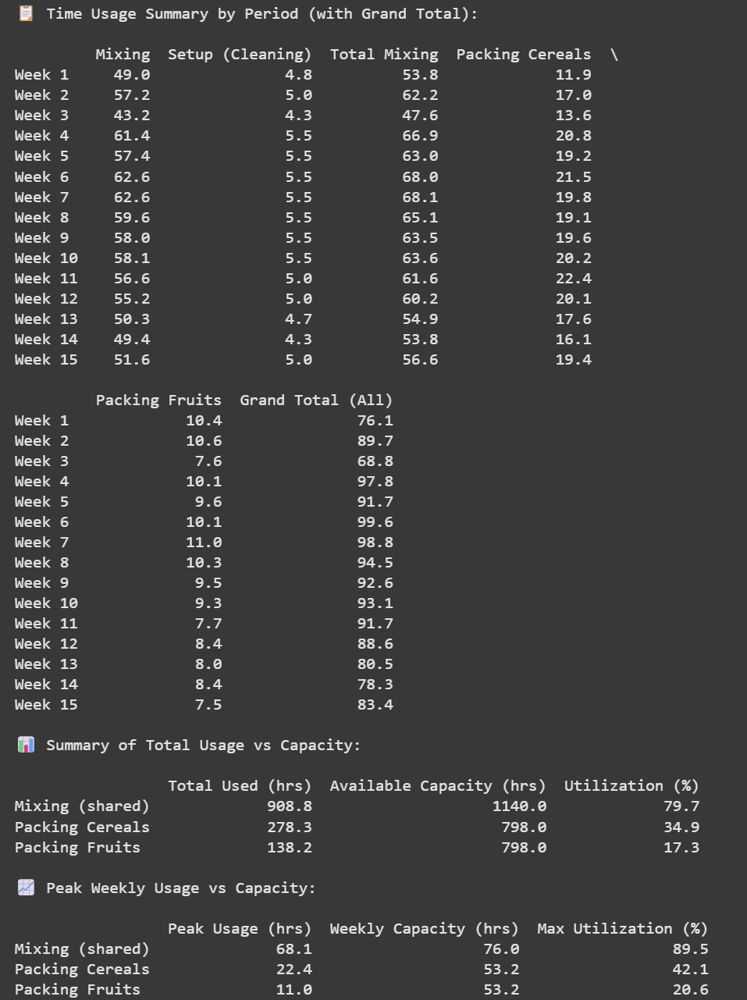 📋 Time Usage Summary by Period (with Grand Total):
Mixing  Setup (Cleaning)  Total Mixing  Packing Cereals  \
Week 1     49.0               4.8          53.8             11.9
Week 2     57.2               5.0          62.2             17.0
Week 3     43.2               4.3          47.6             13.6
Week 4     61.4               5.5          66.9             20.8
Week 5     57.4               5.5          63.0             19.2
Week 6     62.6               5.5          68.0             21.5
Week 7     62.6               5.5          68.1             19.8
Week 8     59.6               5.5          65.1             19.1
Week 9     58.0               5.5          63.5             19.6
Week 10    58.1               5.5          63.6             20.2
Week 11    56.6               5.0          61.6             22.4
Week 12    55.2               5.0          60.2             20.1
Week 13    50.3               4.7          54.9             17.6
Week 14    49.4               4.3          53.8             16.1
Week 15    51.6               5.0          56.6             19.4
Packing Fruits  Grand Total (All)
Week 1            10.4               76.1
Week 2            10.6               89.7
Week 3             7.6               68.8
Week 4            10.1               97.8
Week 5             9.6               91.7
Week 6            10.1               99.6
Week 7            11.0               98.8
Week 8            10.3               94.5
Week 9             9.5               92.6
Week 10            9.3               93.1
Week 11            7.7               91.7
Week 12            8.4               88.6
Week 13            8.0               80.5
Week 14            8.4               78.3
Week 15            7.5               83.4
📊 Summary of Total Usage vs Capacity:
Total Used (hrs)  Available Capacity (hrs)  Utilization (%)
Mixing (shared)             908.8                    1140.0             79.7
Packing Cereals             278.3                     798.0             34.9
Packing Fruits              138.2                     798.0             17.3
📈 Peak Weekly Usage vs Capacity:
Peak Usage (hrs)  Weekly Capacity (hrs)  Max Utilization (%)
Mixing (shared)              68.1                   76.0                 89.5
Packing Cereals              22.4                   53.2                 42.1
Packing Fruits               11.0                   53.2                 20.6